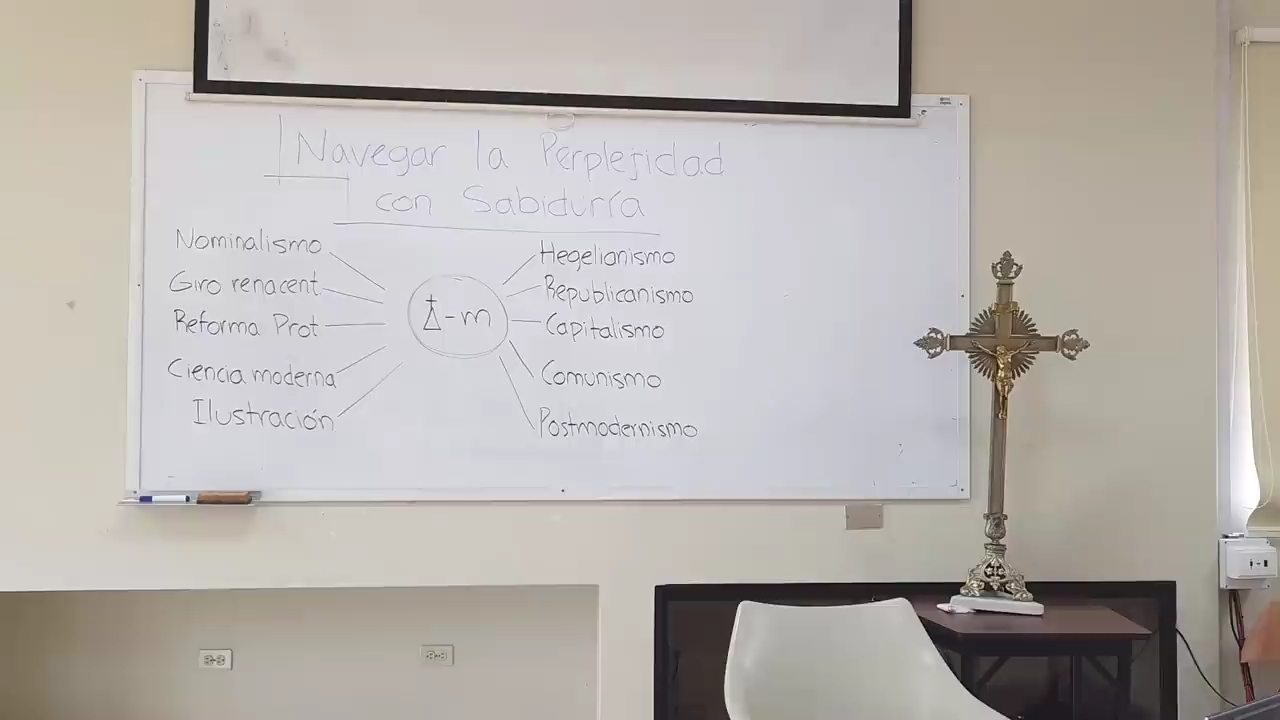 Navegar la Perplejidad
con Sabiduría
Nominalismo
Giro renacent.
Reforma Prot
Ciencia moderna
Ilustración
-m
Hegelianismo
Republicanismo
Capitalismo
Comunismo
Postmodernismo